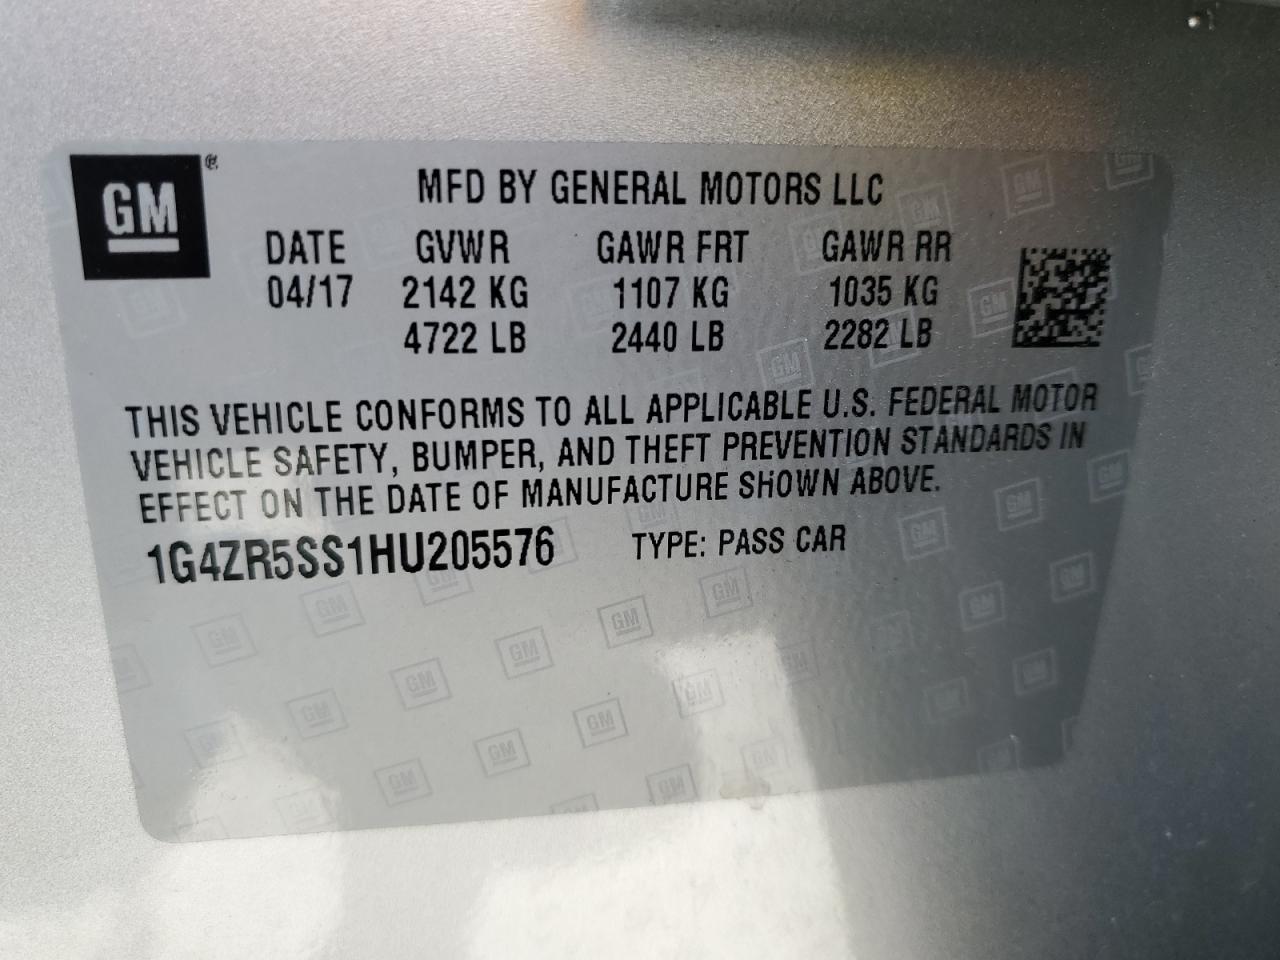 GM ®
MFD BY GENERAL MOTORS LLC
DATE GVWR GAWR FRT GAWR RR
04/17 2142 KG 1107 KG 1035 KG
4722 LB 2440 LB 2282 LB
THIS VEHICLE CONFORMS TO ALL APPLICABLE U.S. FEDERAL MOTOR
VEHICLE SAFETY, BUMPER, AND THEFT PREVENTION STANDARDS IN
EFFECT ON THE DATE OF MANUFACTURE SHOWN ABOVE.
1G4ZR5SS1HU205576 TYPE: PASS CAR